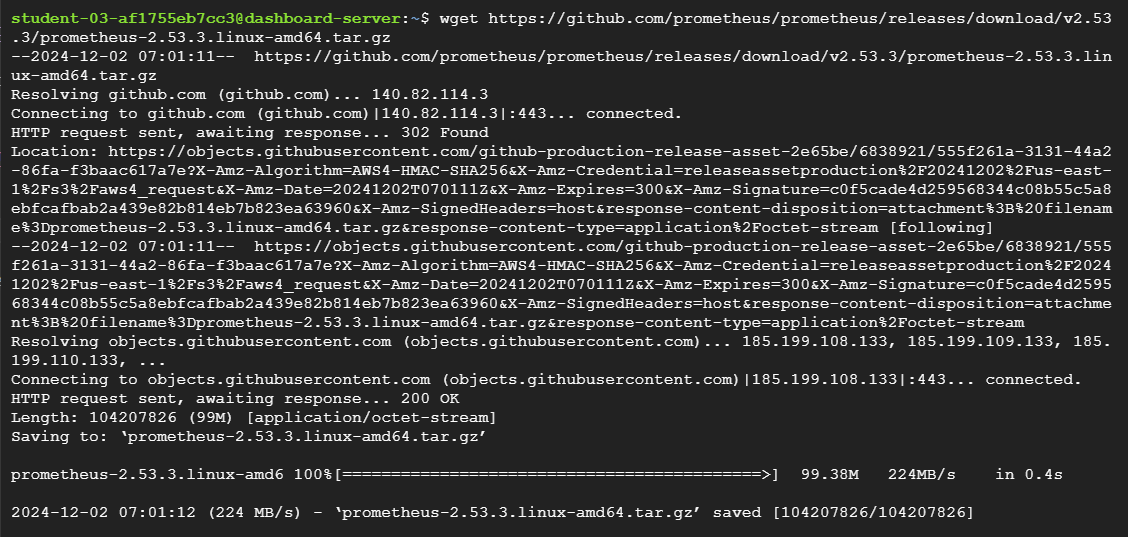 student-03-af1755eb7cc3@dashboard-server:~$ wget https://github.com/prometheus/prometheus/releases/download/v2.53
.3/prometheus-2.53.3.linux-amd64.tar.gz
--2024-12-02 07:01:11--  https://github.com/prometheus/prometheus/releases/download/v2.53.3/prometheus-2.53.3.lin
ux-amd64.tar.gz
Resolving github.com (github.com)... 140.82.114.3
Connecting to github.com (github.com)|140.82.114.3|:443... connected.
HTTP request sent, awaiting response... 302 Found
Location: https://objects.githubusercontent.com/github-production-release-asset-2e65be/6838921/555f261a-3131-44a2
-86fa-f3baac617a7e?X-Amz-Algorithm=AWS4-HMAC-SHA256&X-Amz-Credential=releaseassetproduction%2F20241202%2Fus-east-
1%2Fs3%2Faws4_request&X-Amz-Date=20241202T070111Z&X-Amz-Expires=300&X-Amz-Signature=c0f5cade4d259568344c08b55c5a8
ebfcafbab2a439e82b814eb7b823ea63960&X-Amz-SignedHeaders=host&response-content-disposition=attachment%3B%20filenam
e%3Dprometheus-2.53.3.linux-amd64.tar.gz&response-content-type=application%2Foctet-stream [following]
--2024-12-02 07:01:11--  https://objects.githubusercontent.com/github-production-release-asset-2e65be/6838921/555
f261a-3131-44a2-86fa-f3baac617a7e?X-Amz-Algorithm=AWS4-HMAC-SHA256&X-Amz-Credential=releaseassetproduction%2F2024
1202%2Fus-east-1%2Fs3%2Faws4_request&X-Amz-Date=20241202T070111Z&X-Amz-Expires=300&X-Amz-Signature=c0f5cade4d2595
68344c08b55c5a8ebfcafbab2a439e82b814eb7b823ea63960&X-Amz-SignedHeaders=host&response-content-disposition=attachme
nt%3B%20filename%3Dprometheus-2.53.3.linux-amd64.tar.gz&response-content-type=application%2Foctet-stream
Resolving objects.githubusercontent.com (objects.githubusercontent.com)... 185.199.108.133, 185.199.109.133, 185.
199.110.133, ...
Connecting to objects.githubusercontent.com (objects.githubusercontent.com)|185.199.108.133|:443... connected.
HTTP request sent, awaiting response... 200 OK
Length: 104207826 (99M) [application/octet-stream]
Saving to: ‘prometheus-2.53.3.linux-amd64.tar.gz’
prometheus-2.53.3.linux-amd6 100%[===========================================>]  99.38M   224MB/s    in 0.4s
2024-12-02 07:01:12 (224 MB/s) - ‘prometheus-2.53.3.linux-amd64.tar.gz’ saved [104207826/104207826]